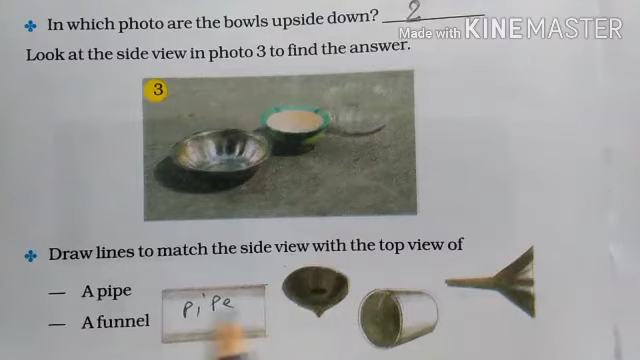 In which photo are the bowls upside down? 2
Made with KINEMASTER
Look at the side view in photo 3 to find the answer.
3
Draw lines to match the side view with the top view of
— A pipe
— A funnel
Pipe